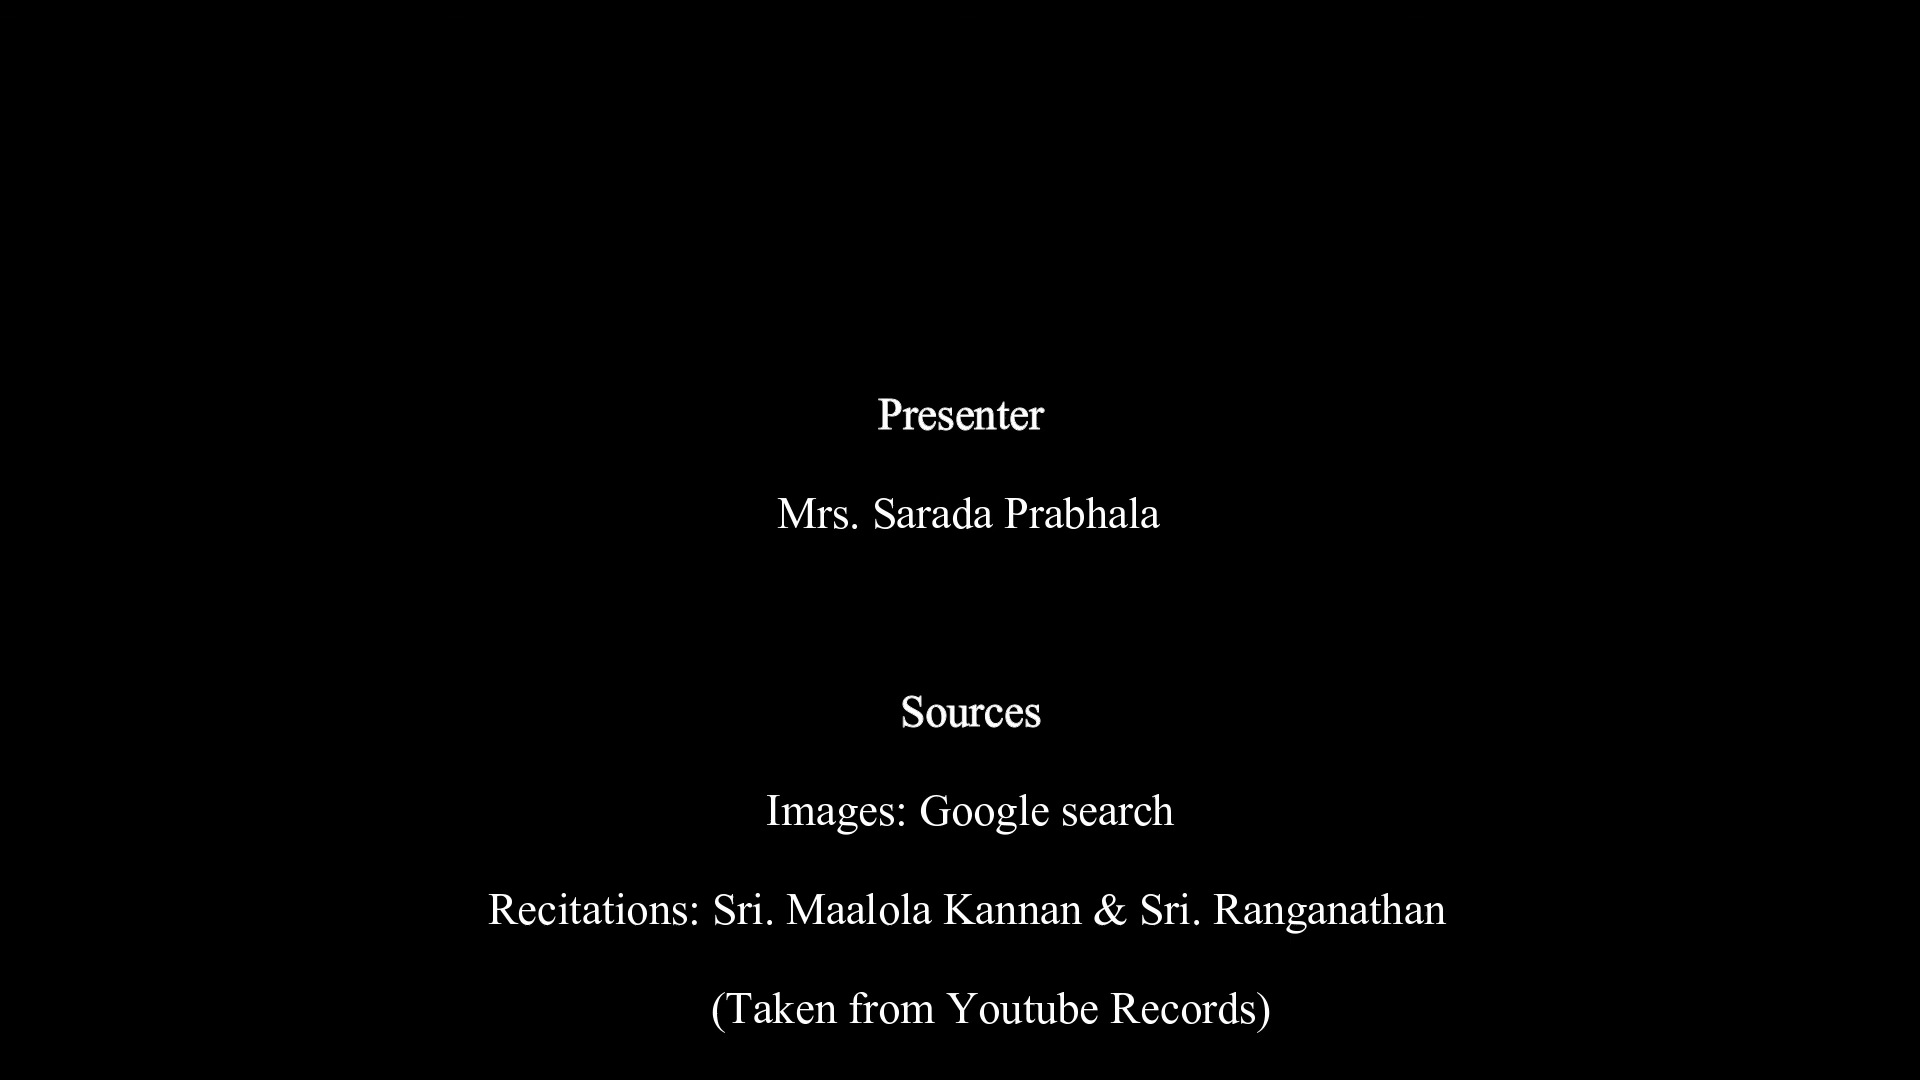 Presenter
Mrs. Sarada Prabhala
Sources
Images: Google search
Recitations: Sri. Maalola Kannan & Sri. Ranganathan
(Taken from Youtube Records)